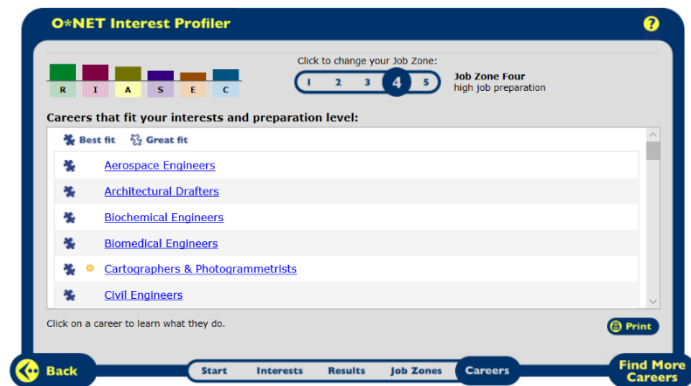 O*NET Interest Profiler
?
Click to change your Job Zone:
1 2 3 4 5
Job Zone Four
high job preparation
R I A S E C
Careers that fit your interests and preparation level:
Best fit Great fit
Aerospace Engineers
Architectural Drafters
Biochemical Engineers
Biomedical Engineers
Cartographers & Photogrammetrists
Civil Engineers
Click on a career to learn what they do.
Print
Back
Start Interests Results Job Zones Careers
Find More
Careers